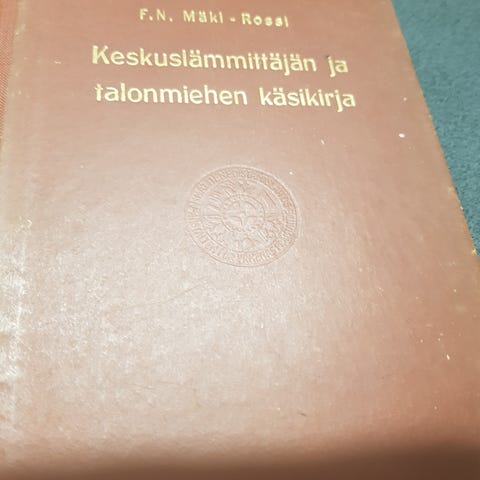 F.N. Mäki-Rossi
Keskuslämmittäjän ja
talonmiehen käsikirja